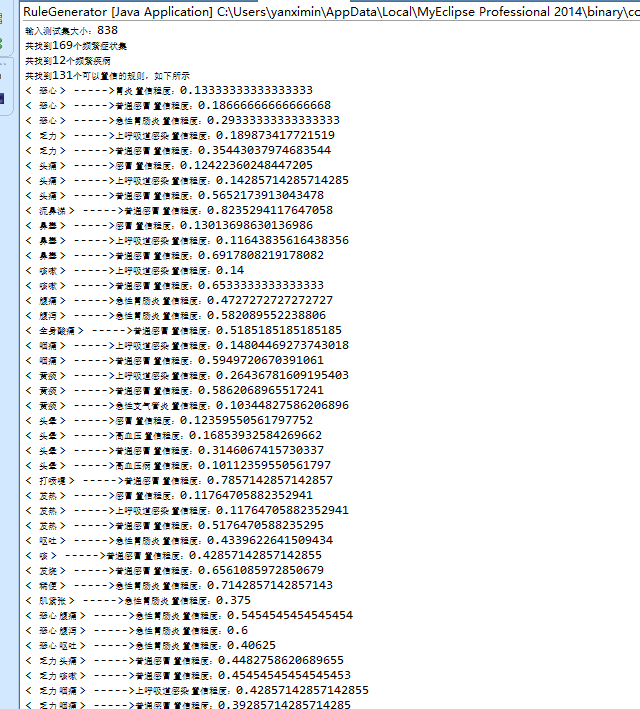 RuleGenerator [Java Application] C:\Users\yanximin\AppData\Local\MyEclipse Professional 2014\binary\co
输入测试集大小: 838
共找到169个频繁症状集
共找到12个频繁疾病
共找到131个可以置信的规则，如下所示
< 恶心 > ----->胃炎 置信程度: 0.13333333333333333
< 恶心 > ----->普通感冒 置信程度: 0.18666666666666668
< 恶心 > ----->急性胃肠炎 置信程度: 0.29333333333333333
< 乏力 > ----->上呼吸道感染 置信程度: 0.189873417721519
< 乏力 > ----->普通感冒 置信程度: 0.35443037974683544
< 头痛 > ----->感冒 置信程度: 0.12422360248447205
< 头痛 > ----->上呼吸道感染 置信程度: 0.14285714285714285
< 头痛 > ----->普通感冒 置信程度: 0.5652173913043478
< 流鼻涕 > ----->普通感冒 置信程度: 0.8235294117647058
< 鼻塞 > ----->感冒 置信程度: 0.13013698630136986
< 鼻塞 > ----->上呼吸道感染 置信程度: 0.11643835616438356
< 鼻塞 > ----->普通感冒 置信程度: 0.6917808219178082
< 咳嗽 > ----->上呼吸道感染 置信程度: 0.14
< 咳嗽 > ----->普通感冒 置信程度: 0.6533333333333333
< 腹痛 > ----->急性胃肠炎 置信程度: 0.4727272727272727
< 腹泻 > ----->急性胃肠炎 置信程度: 0.582089552238806
< 全身酸痛 > ----->普通感冒 置信程度: 0.5185185185185185
< 咽痛 > ----->上呼吸道感染 置信程度: 0.14804469273743018
< 咽痛 > ----->普通感冒 置信程度: 0.5949720670391061
< 黄痰 > ----->上呼吸道感染 置信程度: 0.26436781609195403
< 黄痰 > ----->普通感冒 置信程度: 0.5862068965517241
< 黄痰 > ----->急性支气管炎 置信程度: 0.10344827586206896
< 头晕 > ----->感冒 置信程度: 0.12359550561797752
< 头晕 > ----->高血压 置信程度: 0.16853932584269662
< 头晕 > ----->普通感冒 置信程度: 0.3146067415730337
< 头晕 > ----->高血压病 置信程度: 0.10112359550561797
< 打喷嚏 > ----->普通感冒 置信程度: 0.7857142857142857
< 发热 > ----->感冒 置信程度: 0.11764705882352941
< 发热 > ----->上呼吸道感染 置信程度: 0.11764705882352941
< 发热 > ----->普通感冒 置信程度: 0.5176470588235295
< 呕吐 > ----->急性胃肠炎 置信程度: 0.4339622641509434
< 咳 > ----->普通感冒 置信程度: 0.42857142857142855
< 发烧 > ----->普通感冒 置信程度: 0.6561085972850679
< 稀便 > ----->急性胃肠炎 置信程度: 0.7142857142857143
< 肌紧张 > ----->急性胃肠炎 置信程度: 0.375
< 恶心 腹痛 > ----->急性胃肠炎 置信程度: 0.5454545454545454
< 恶心 腹泻 > ----->急性胃肠炎 置信程度: 0.6
< 恶心 呕吐 > ----->急性胃肠炎 置信程度: 0.40625
< 乏力 头痛 > ----->普通感冒 置信程度: 0.4482758620689655
< 乏力 咳嗽 > ----->普通感冒 置信程度: 0.45454545454545453
< 乏力 咽痛 > ----->上呼吸道感染 置信程度: 0.42857142857142855
< 乏力 咽痛 > ----->普通感冒 置信程度: 0.39285714285714285